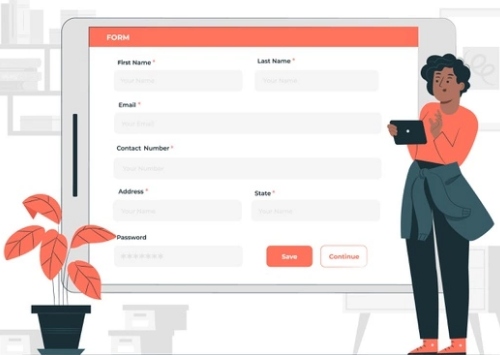 FORM
First Name *
Last Name *
Your Name
Your Name
Email *
Your Email
Contact Number *
Your Number
Address *
State *
Your Name
Your Name
Password
*******
Save
Continue